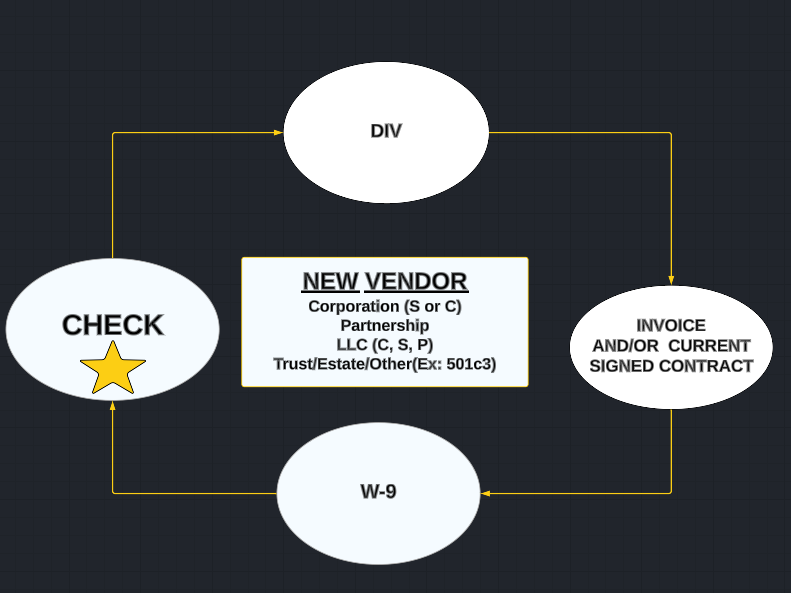 DIV
NEW VENDOR
Corporation (S or C)
Partnership
LLC (C, S, P)
Trust/Estate/Other(Ex: 501c3)
CHECK
INVOICE
AND/OR  CURRENT
SIGNED CONTRACT
W-9